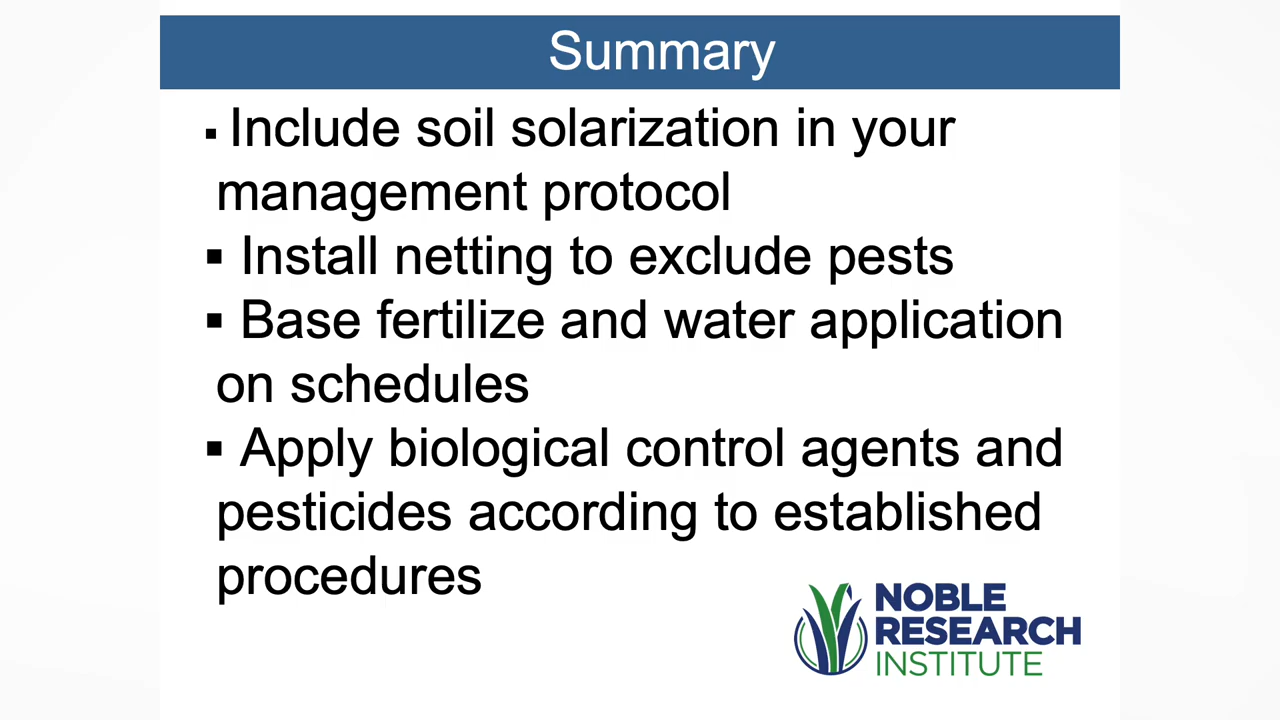 Summary
▪ Include soil solarization in your
management protocol
▪ Install netting to exclude pests
▪ Base fertilize and water application
on schedules
▪ Apply biological control agents and
pesticides according to established
procedures
NOBLE
RESEARCH
INSTITUTE